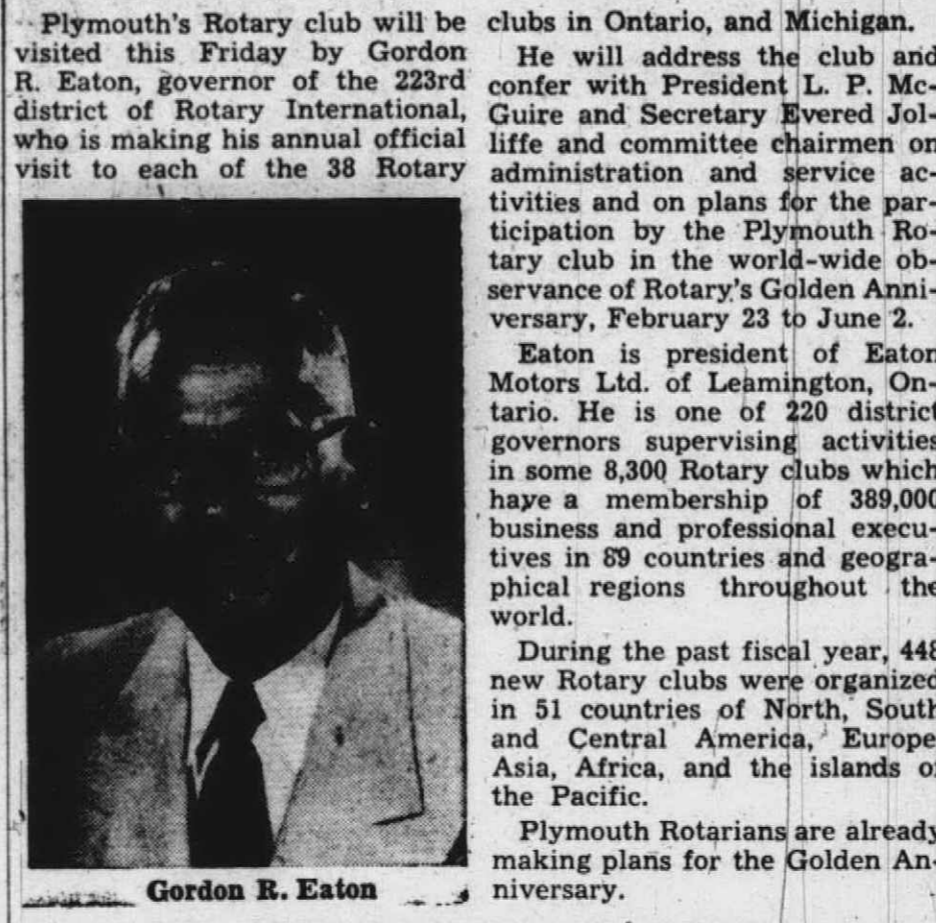 Plymouth's Rotary club will be
visited this Friday by Gordon
R. Eaton, governor of the 223rd
district of Rotary International,
who is making his annual official
visit to each of the 38 Rotary
Gordon R. Eaton
clubs in Ontario, and Michigan.
He will address the club and
confer with President L. P. Mc-
Guire and Secretary Evered Jol-
liffe and committee chairmen on
administration and service ac-
tivities and on plans for the par-
ticipation by the Plymouth Ro-
tary club in the world-wide ob-
servance of Rotary's Golden Anni-
versary, February 23 to June 2.
Eaton is president of Eaton
Motors Ltd. of Leamington, On-
tario. He is one of 220 district
governors supervising activities
in some 8,300 Rotary clubs which
have a membership of 389,000
business and professional execu-
tives in 89 countries and geogra-
phical regions throughout the
world.
During the past fiscal year, 448
new Rotary clubs were organized
in 51 countries of North, South
and Central America, Europe
Asia, Africa, and the islands of
the Pacific.
Plymouth Rotarians are already
making plans for the Golden An-
niversary.